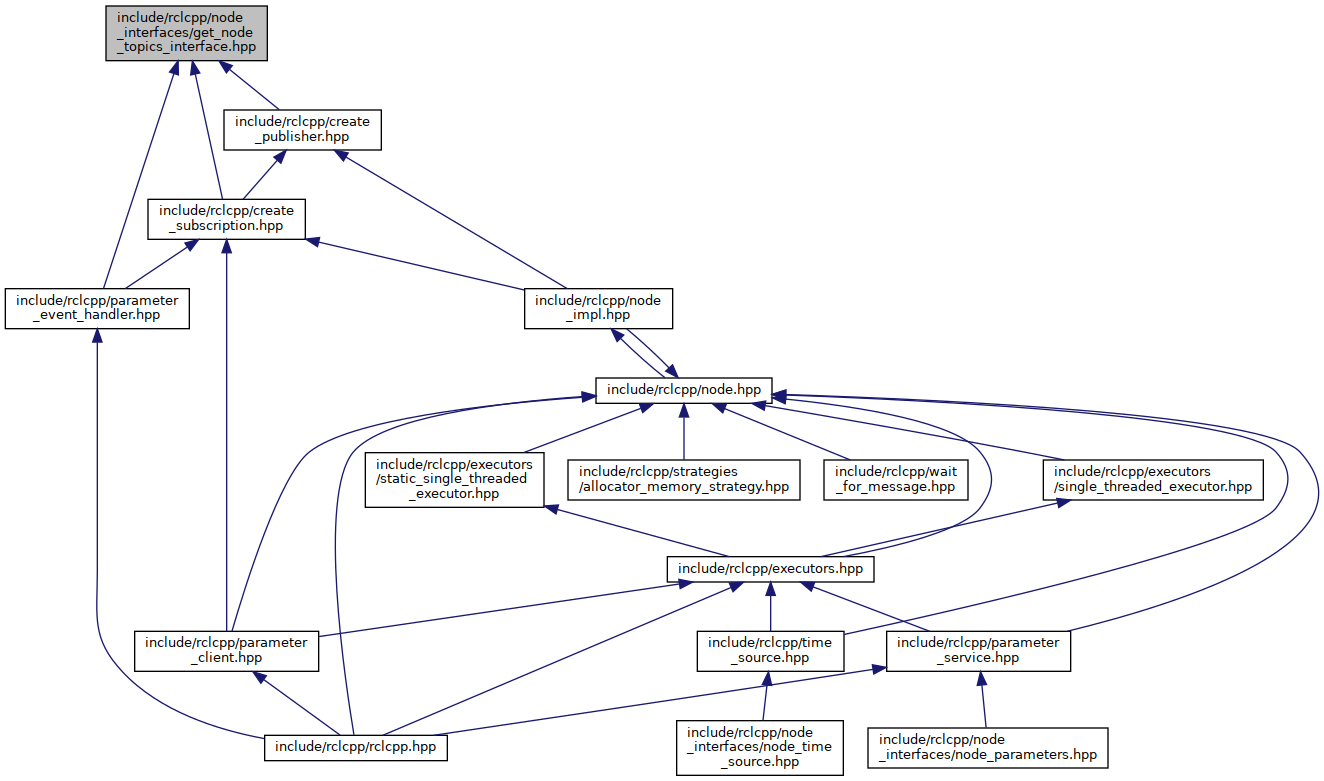 include/rclcpp/node
_interfaces/get_node
_topics_interface.hpp
include/rclcpp/create
_publisher.hpp
include/rclcpp/create
_subscription.hpp
include/rclcpp/parameter
_event_handler.hpp
include/rclcpp/node
_impl.hpp
include/rclcpp/node.hpp
include/rclcpp/executors
/static_single_threaded
_executor.hpp
include/rclcpp/strategies
/allocator_memory_strategy.hpp
include/rclcpp/wait
_for_message.hpp
include/rclcpp/executors
/single_threaded_executor.hpp
include/rclcpp/executors.hpp
include/rclcpp/parameter
_client.hpp
include/rclcpp/time
_source.hpp
include/rclcpp/parameter
_service.hpp
include/rclcpp/rclcpp.hpp
include/rclcpp/node
_interfaces/node_time
_source.hpp
include/rclcpp/node
_interfaces/node_parameters.hpp